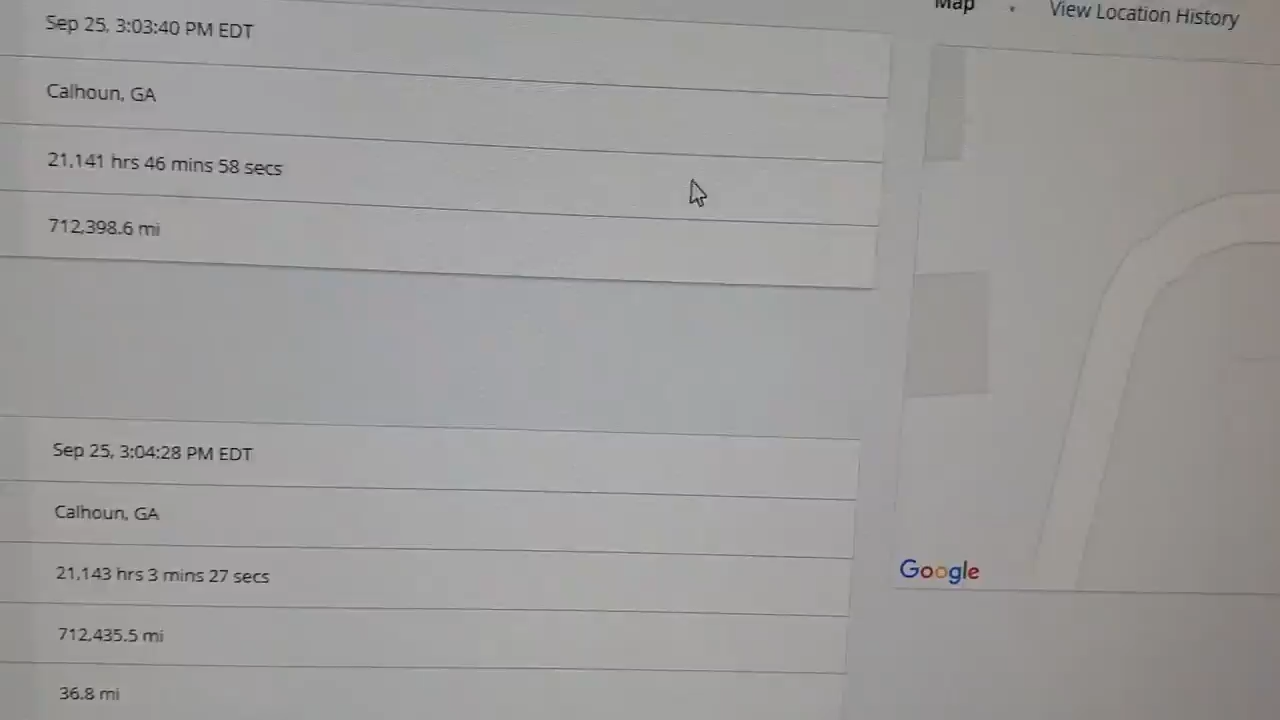 Map
View Location History
Sep 25, 3:03:40 PM EDT
Calhoun, GA
21,141 hrs 46 mins 58 secs
712,398.6 mi
Sep 25, 3:04:28 PM EDT
Calhoun, GA
21,143 hrs 3 mins 27 secs
712,435.5 mi
36.8 mi
Google